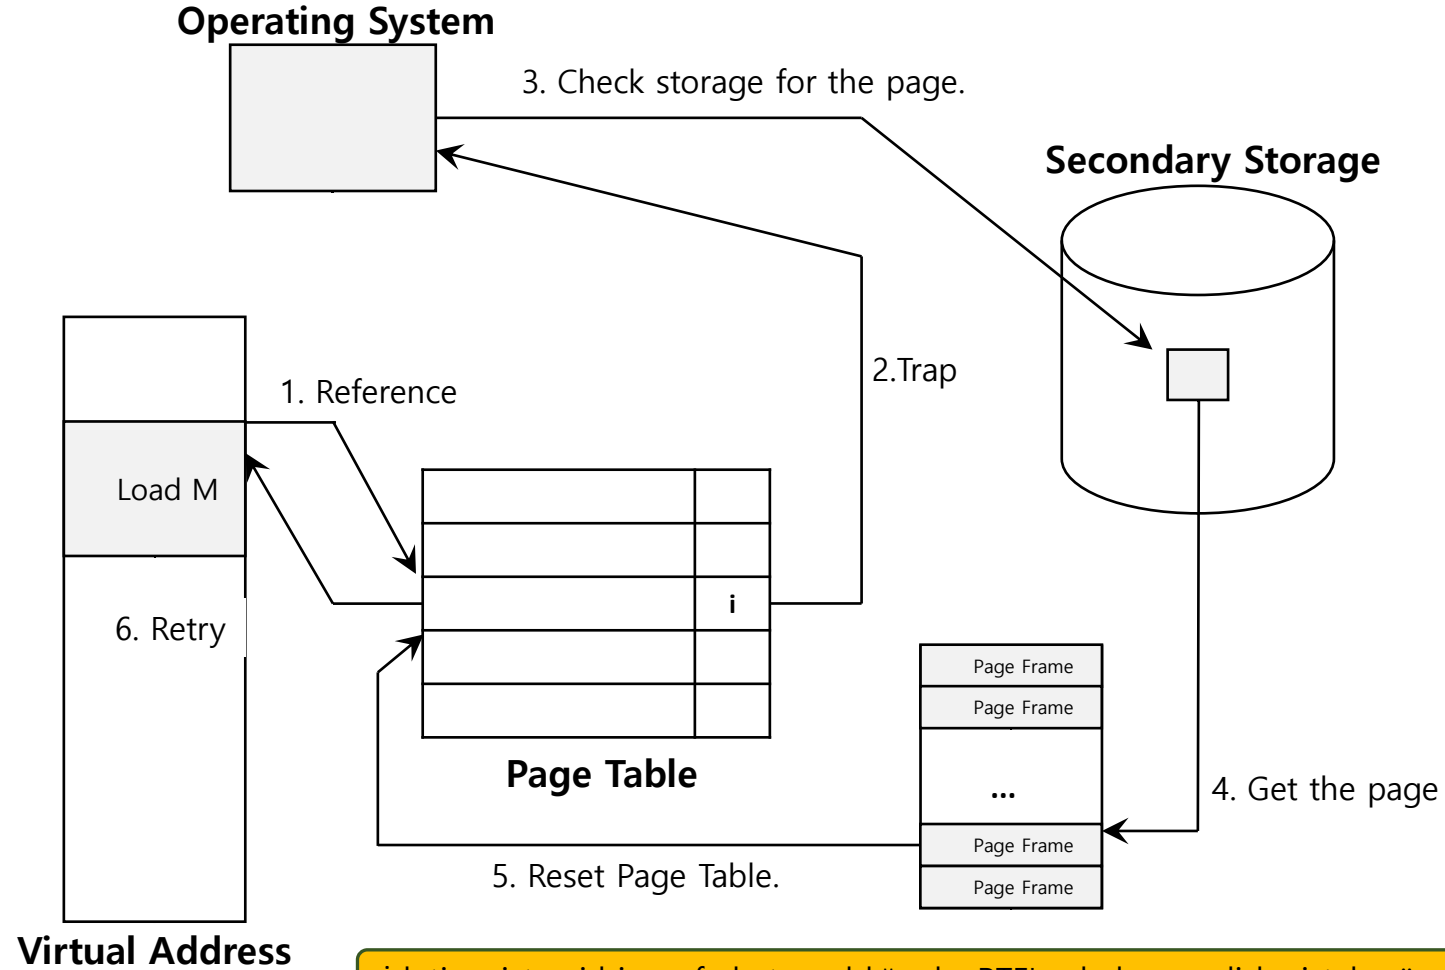 Operating System
3. Check storage for the page.
Secondary Storage
2.Trap
1. Reference
Load M
i
6. Retry
Page Frame
Page Frame
...
Page Frame
Page Frame
Page Table
4. Get the page
5. Reset Page Table.
Virtual Address